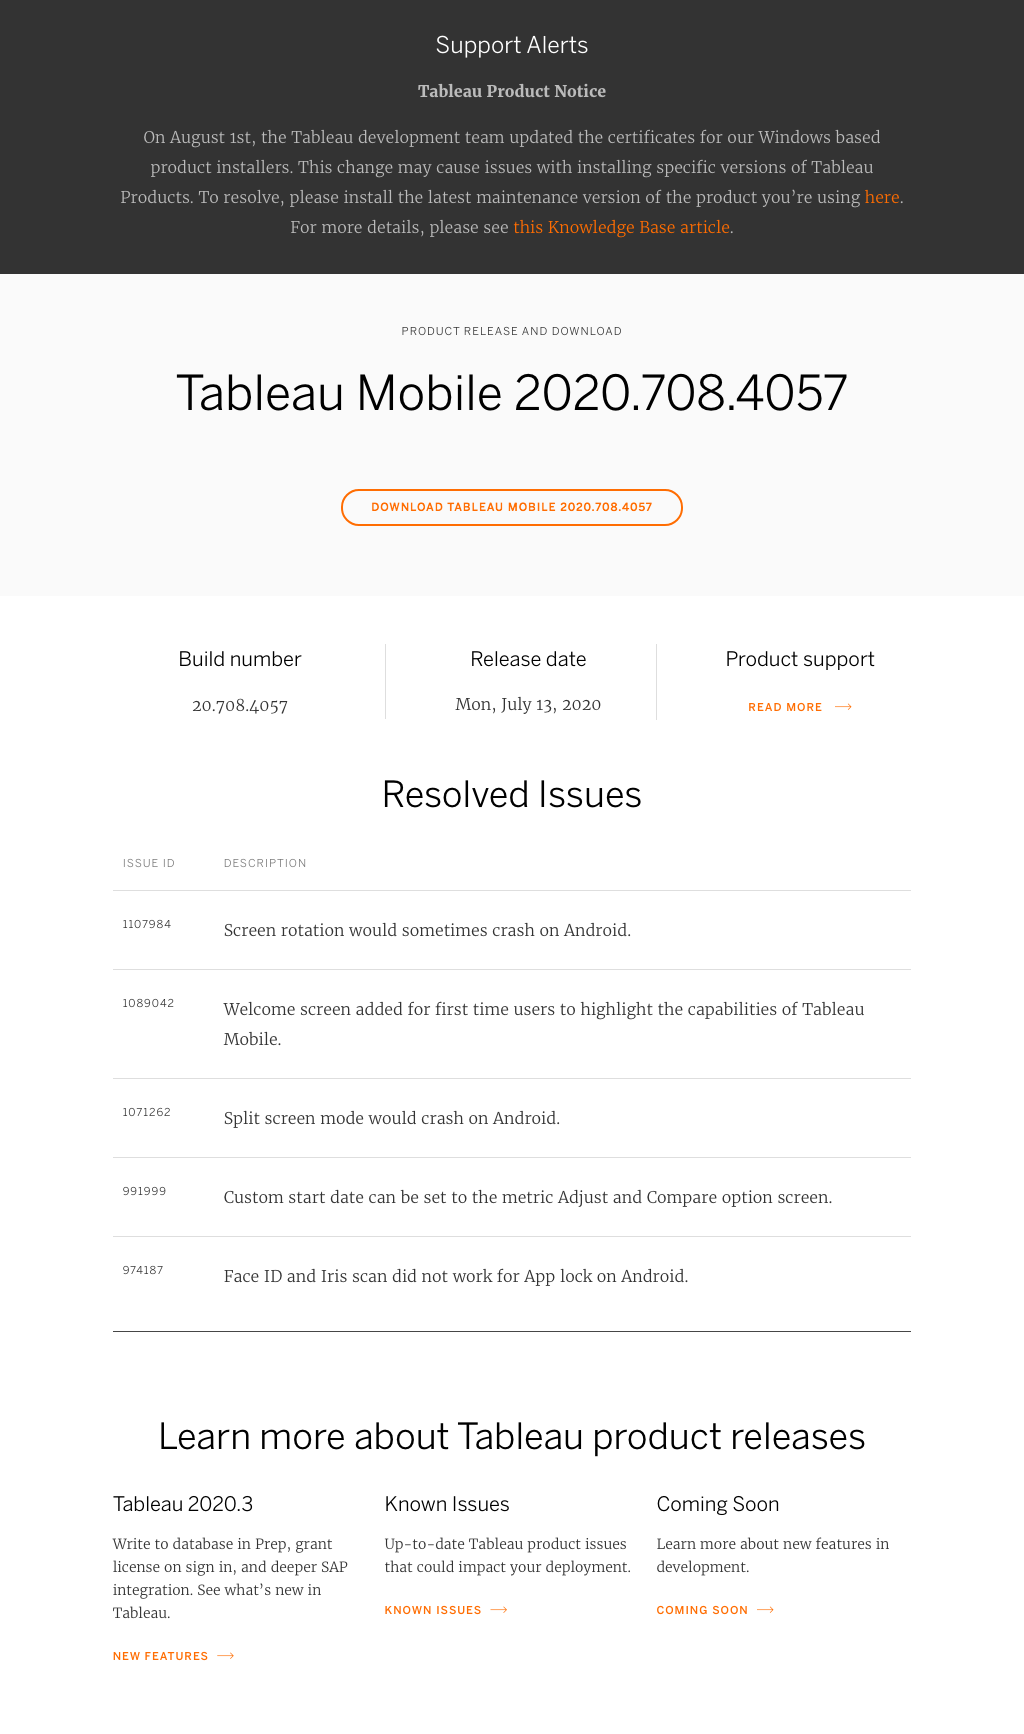 Support Alerts
Tableau Product Notice
On August 1st, the Tableau development team updated the certificates for our Windows based
product installers. This change may cause issues with installing specific versions of Tableau
Products. To resolve, please install the latest maintenance version of the product you’re using here.
For more details, please see this Knowledge Base article.
PRODUCT RELEASE AND DOWNLOAD
Tableau Mobile 2020.708.4057
DOWNLOAD TABLEAU MOBILE 2020.708.4057
Build number
20.708.4057
Release date
Mon, July 13, 2020
Product support
READ MORE
Resolved Issues
ISSUE ID DESCRIPTION
1107984 Screen rotation would sometimes crash on Android.
1089042 Welcome screen added for first time users to highlight the capabilities of Tableau
Mobile.
1071262 Split screen mode would crash on Android.
991999 Custom start date can be set to the metric Adjust and Compare option screen.
974187 Face ID and Iris scan did not work for App lock on Android.
Learn more about Tableau product releases
Tableau 2020.3
Write to database in Prep, grant
license on sign in, and deeper SAP
integration. See what’s new in
Tableau.
NEW FEATURES
Known Issues
Up-to-date Tableau product issues
that could impact your deployment.
KNOWN ISSUES
Coming Soon
Learn more about new features in
development.
COMING SOON